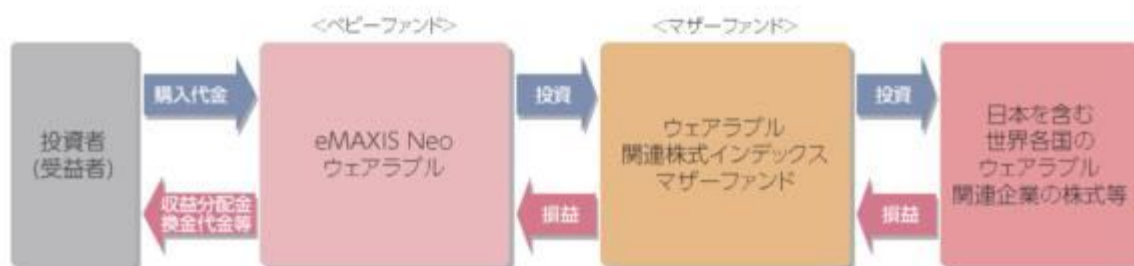 <ベビーファンド>
<マザーファンド>
投資者
(受益者)
購入代金
収益分配金
換金代金等
eMAXIS Neo
ウェアラブル
投資
損益
ウェアラブル
関連株式インデックス
マザーファンド
投資
損益
日本を含む
世界各国の
ウェアラブル
関連企業の株式等